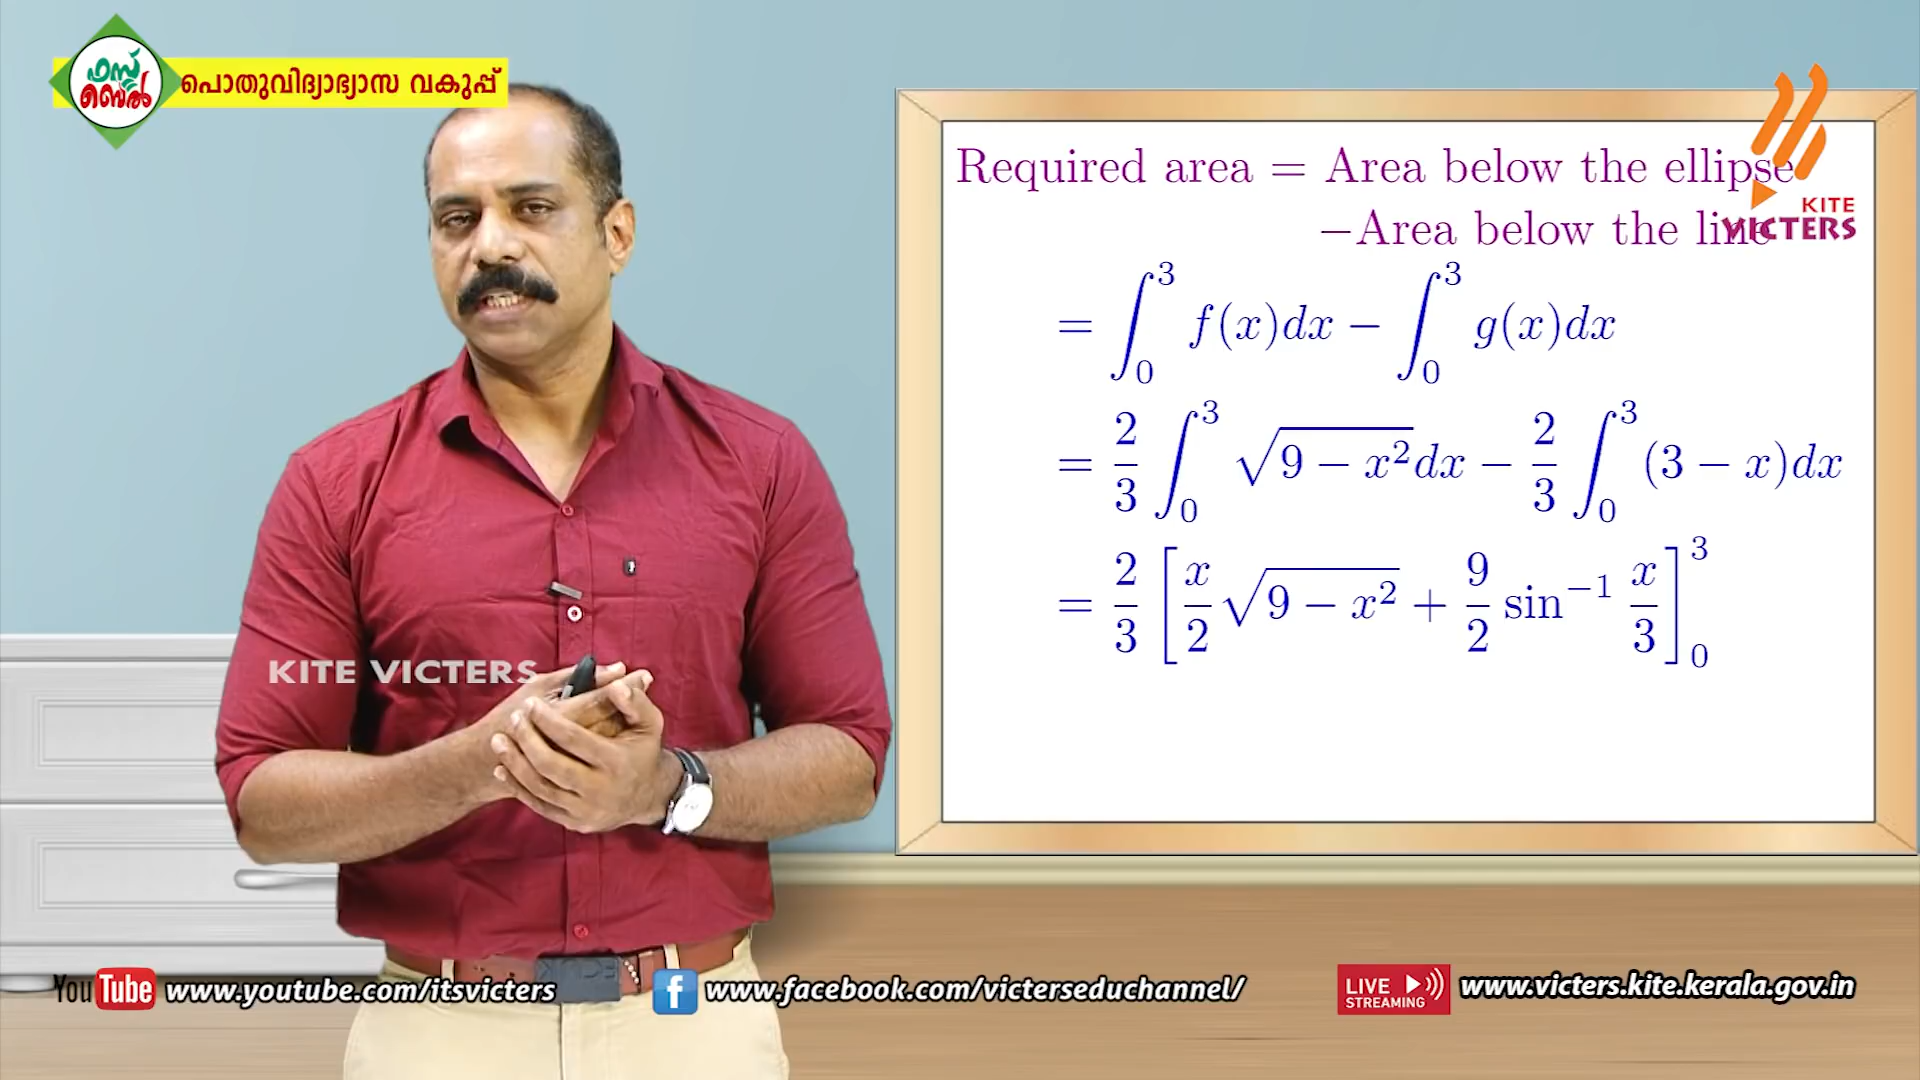 ഫസ്റ്റ്
ബെൽ
പൊതുവിദ്യാഭ്യാസ വകുപ്പ്
KITE
VICTERS
Required area = Area below the ellipse
−Area below the line
= ∫₀³ f(x)dx − ∫₀³ g(x)dx
= 2/3 ∫₀³ √(9 − x²)dx − 2/3 ∫₀³ (3 − x)dx
= 2/3 [x/2 √(9 − x²) + 9/2 sin⁻¹ x/3]₀³
KITE VICTERS
YouTube www.youtube.com/itsvicters
f www.facebook.com/victerseduchannel/
LIVE STREAMING www.victers.kite.kerala.gov.in